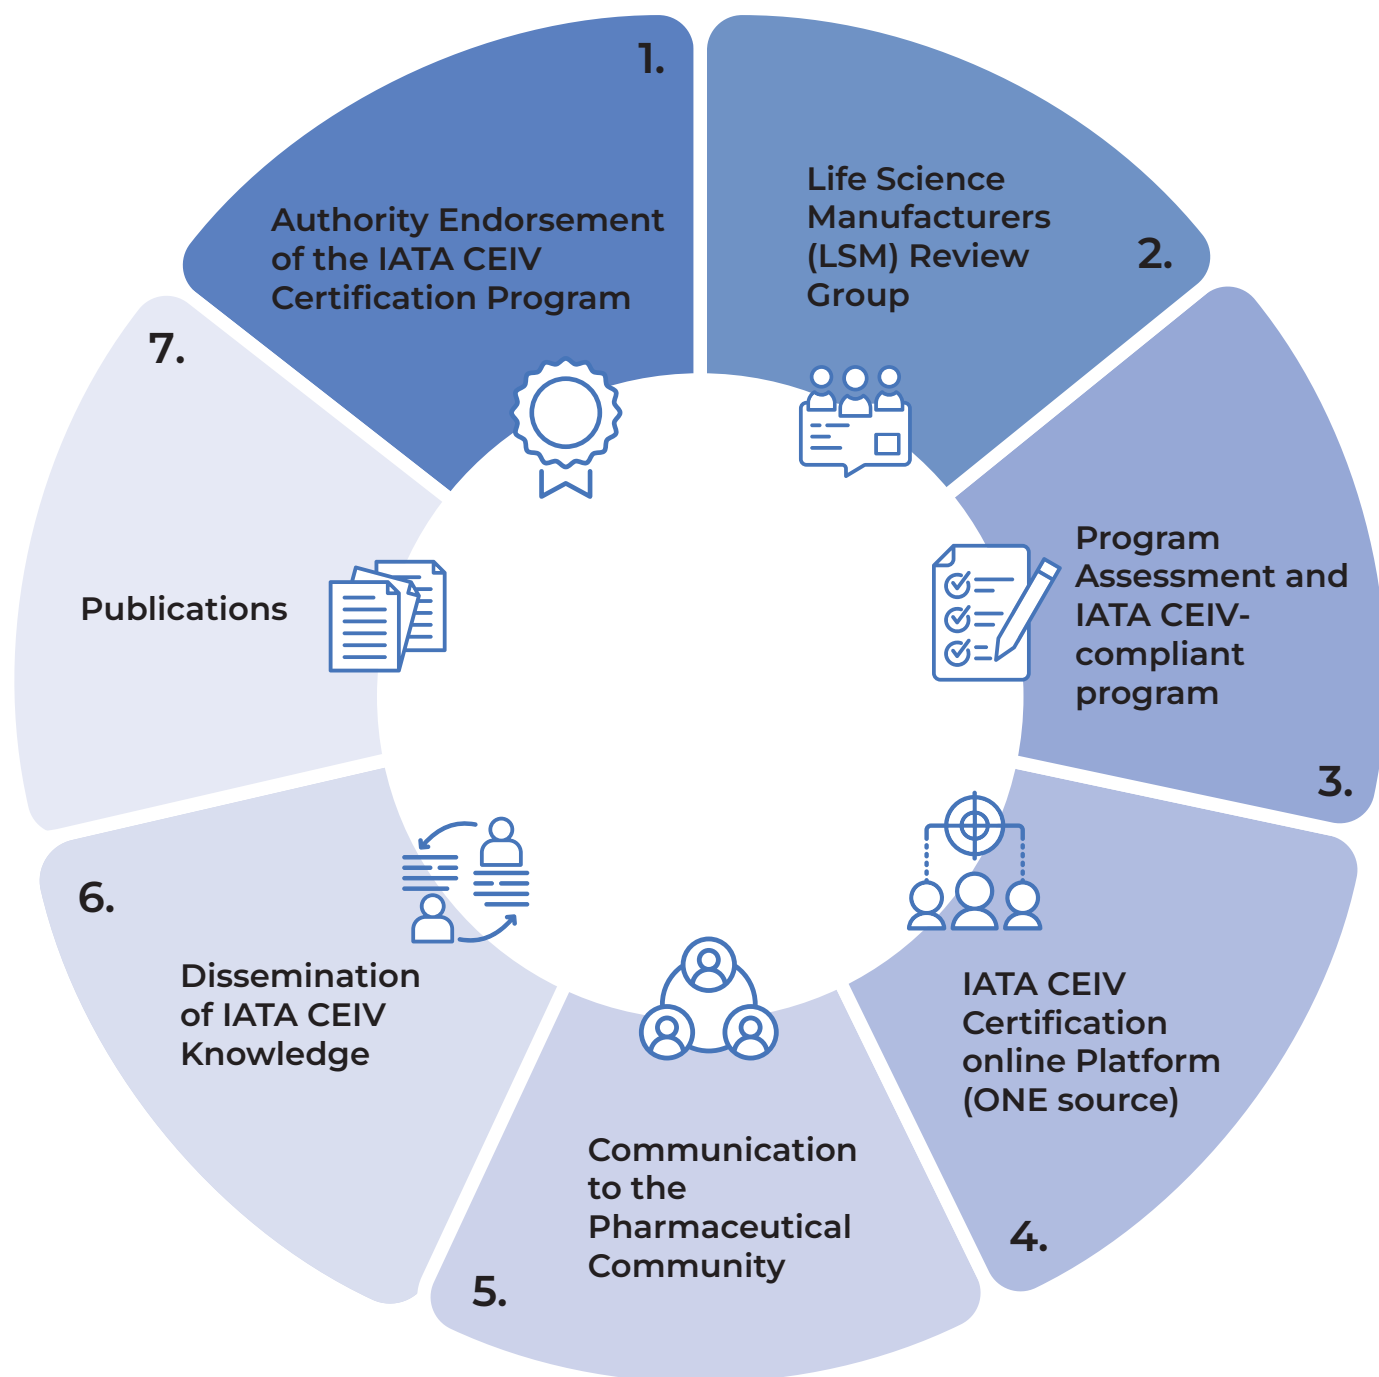 1.
Authority Endorsement
of the IATA CEIV
Certification Program
2.
Life Science
Manufacturers
(LSM) Review
Group
3.
Program
Assessment and
IATA CEIV-
compliant
program
4.
IATA CEIV
Certification
online Platform
(ONE source)
5.
Communication
to the
Pharmaceutical
Community
6.
Dissemination
of IATA CEIV
Knowledge
7.
Publications